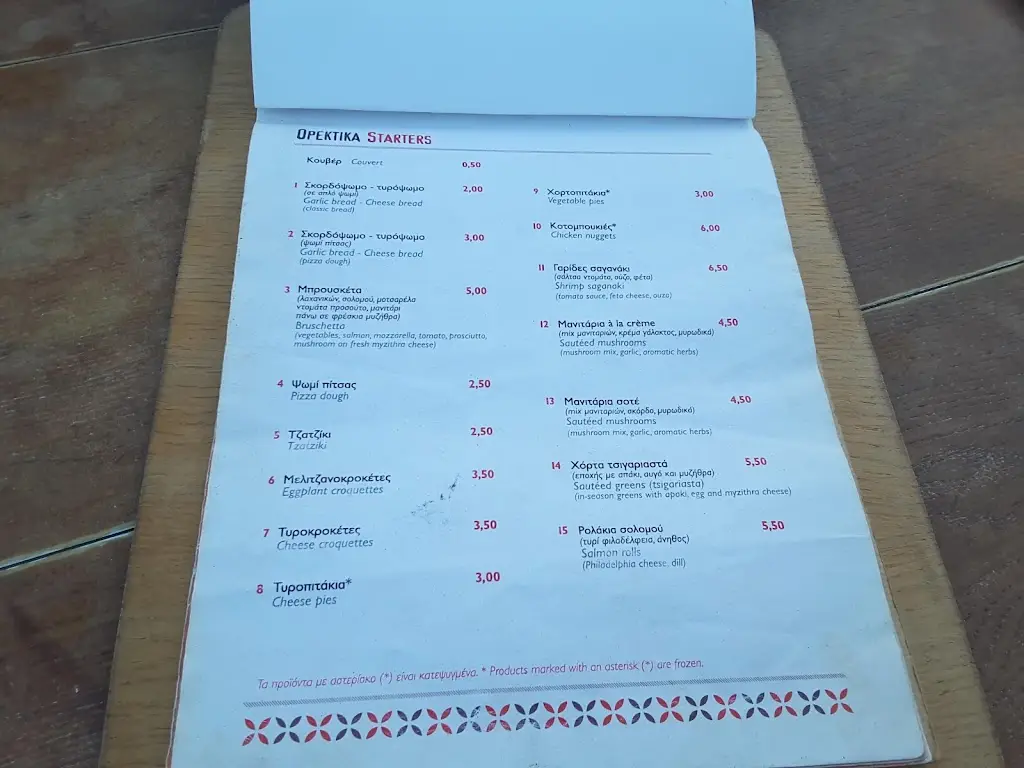 ΟΡΕΚΤΙΚΑ STARTERS
Κουβέρ Couvert 0,50
1 Σκορδόψωμο - τυρόψωμο 2,00
(σε απλό ψωμί)
Garlic bread - Cheese bread
(classic bread)
2 Σκορδόψωμο - τυρόψωμο 3,00
(ψωμί πίτσας)
Garlic bread - Cheese bread
(pizza dough)
3 Μπρουσκέτα 5,00
(λαχανικών, σολομού, μοτσαρέλα
ντομάτα προσούτο, μανιτάρι
πάνω σε φρέσκια μυζήθρα)
Bruschetta
(vegetables, salmon, mozzarella, tomato, prosciutto,
mushroom on fresh myzithra cheese)
4 Ψωμί πίτσας 2,50
Pizza dough
5 Τζατζίκι 2,50
Tzatziki
6 Μελιτζανοκροκέτες 3,50
Eggplant croquettes
7 Τυροκροκέτες 3,50
Cheese croquettes
8 Τυροπιτάκια* 3,00
Cheese pies
9 Χορτοπιτάκια* 3,00
Vegetable pies
10 Κοτομπουκιές* 6,00
Chicken nuggets
11 Γαρίδες σαγανάκι 6,50
(σάλτσα ντομάτα, ούζο, φέτα)
Shrimp saganaki
(tomato sauce, feta cheese, ouzo)
12 Μανιτάρια à la crème 4,50
(mix μανιταριών, κρέμα γάλακτος, μυρωδικά)
Sautéed mushrooms
(mushroom mix, garlic, aromatic herbs)
13 Μανιτάρια σοτέ 4,50
(mix μανιταριών, σκόρδο, μυρωδικά)
Sautéed mushrooms
(mushroom mix, garlic, aromatic herbs)
14 Χόρτα τσιγαριαστά 5,50
(εποχής με απάκι, αυγό και μυζήθρα)
Sautéed greens (tsigariasta)
(in-season greens with apaki, egg and myzithra cheese)
15 Ρολάκια σολομού 5,50
(τυρί φιλαδέλφεια, άνηθος)
Salmon rolls
(Philadelphia cheese, dill)
Τα προϊόντα με αστερίσκο (*) είναι κατεψυγμένα. * Products marked with an asterisk (*) are frozen.